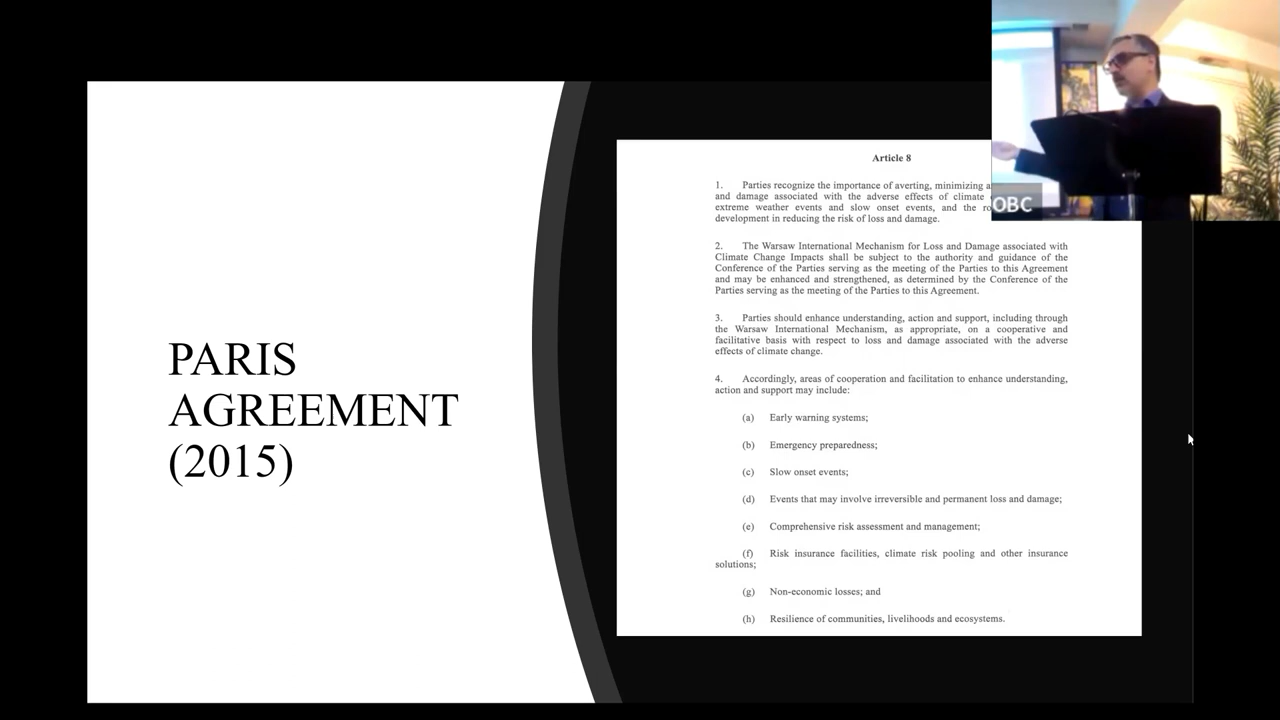 PARIS
AGREEMENT
(2015)
Article 8
1. Parties recognize the importance of averting, minimizing
and damage associated with the adverse effects of climate
extreme weather events and slow onset events, and the
development in reducing the risk of loss and damage.
2. The Warsaw International Mechanism for Loss and Damage associated with
Climate Change Impacts shall be subject to the authority and guidance of the
Conference of the Parties serving as the meeting of the Parties to this Agreement
and may be enhanced and strengthened, as determined by the Conference of the
Parties serving as the meeting of the Parties to this Agreement.
3. Parties should enhance understanding, action and support, including through
the Warsaw International Mechanism, as appropriate, on a cooperative and
facilitative basis with respect to loss and damage associated with the adverse
effects of climate change.
4. Accordingly, areas of cooperation and facilitation to enhance understanding,
action and support may include:
(a) Early warning systems;
(b) Emergency preparedness;
(c) Slow onset events;
(d) Events that may involve irreversible and permanent loss and damage;
(e) Comprehensive risk assessment and management;
(f) Risk insurance facilities, climate risk pooling and other insurance
solutions;
(g) Non-economic losses; and
(h) Resilience of communities, livelihoods and ecosystems.
OBC